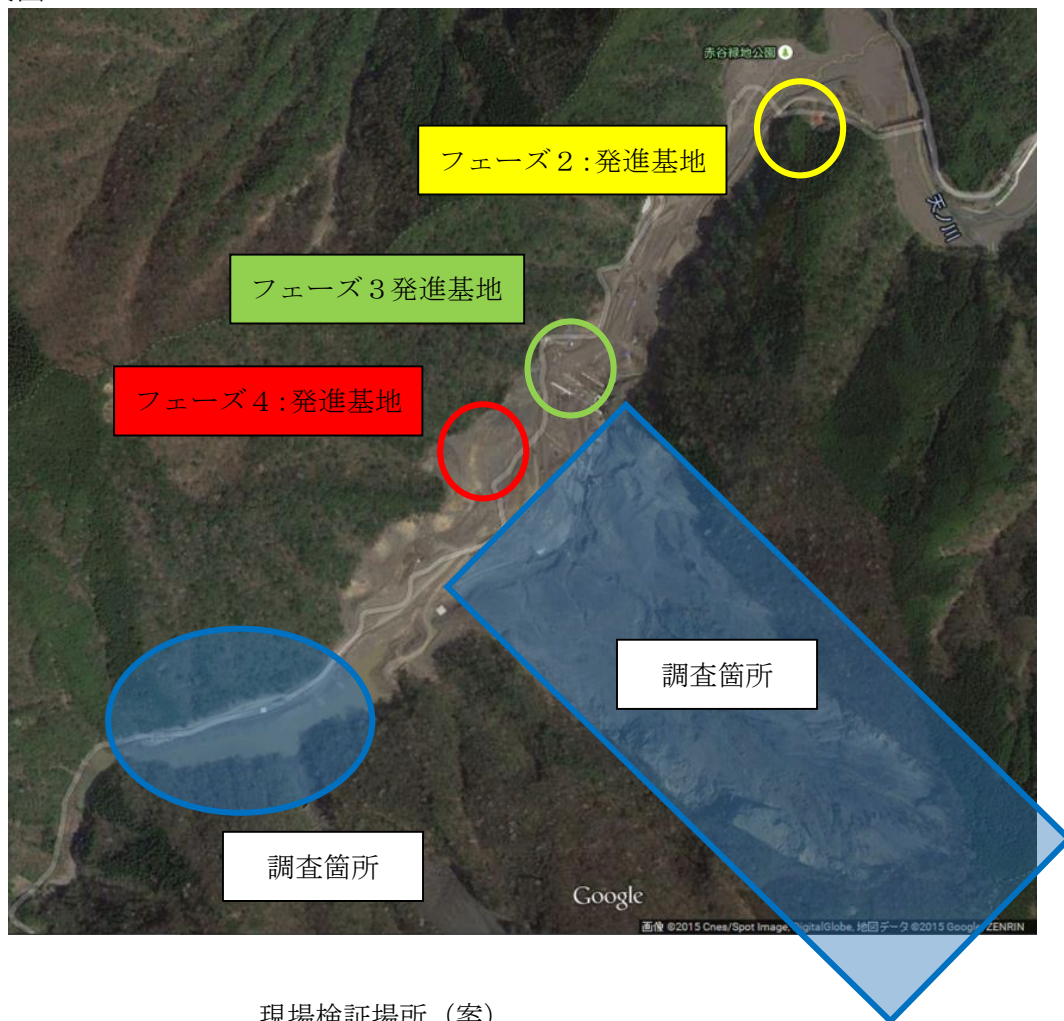 赤谷緑地公園
フェーズ２:発進基地
天ノ川
フェーズ３発進基地
フェーズ４:発進基地
調査箇所
調査箇所
Google
画像 ©2015 Cnes/Spot Image, DigitalGlobe, 地図データ ©2015 Google, ZENRIN
現場検証場所（案）